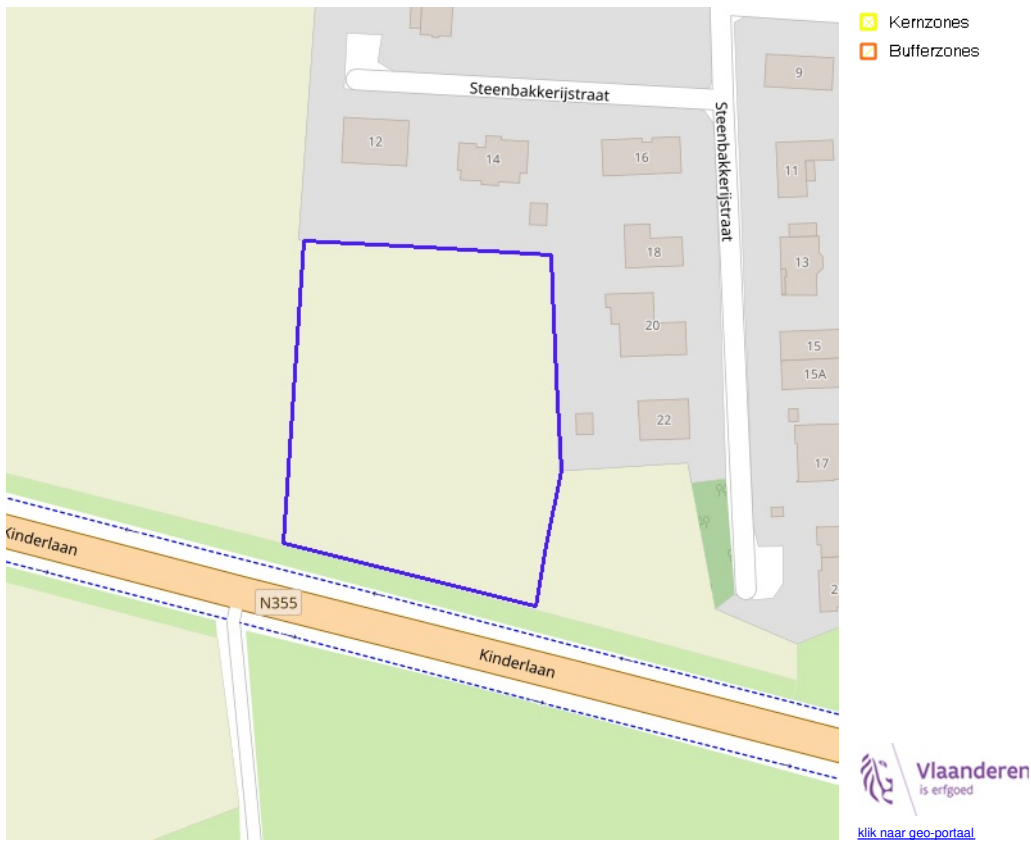 Kernzones
Bufferzones
Steenbakkerijstraat
Steenbakkerijstraat
9
12
14
16
11
18
13
20
15
15A
22
17
2
Kinderlaan
N355
Kinderlaan
Vlaanderen
is erfgoed
klik naar geo-portaal